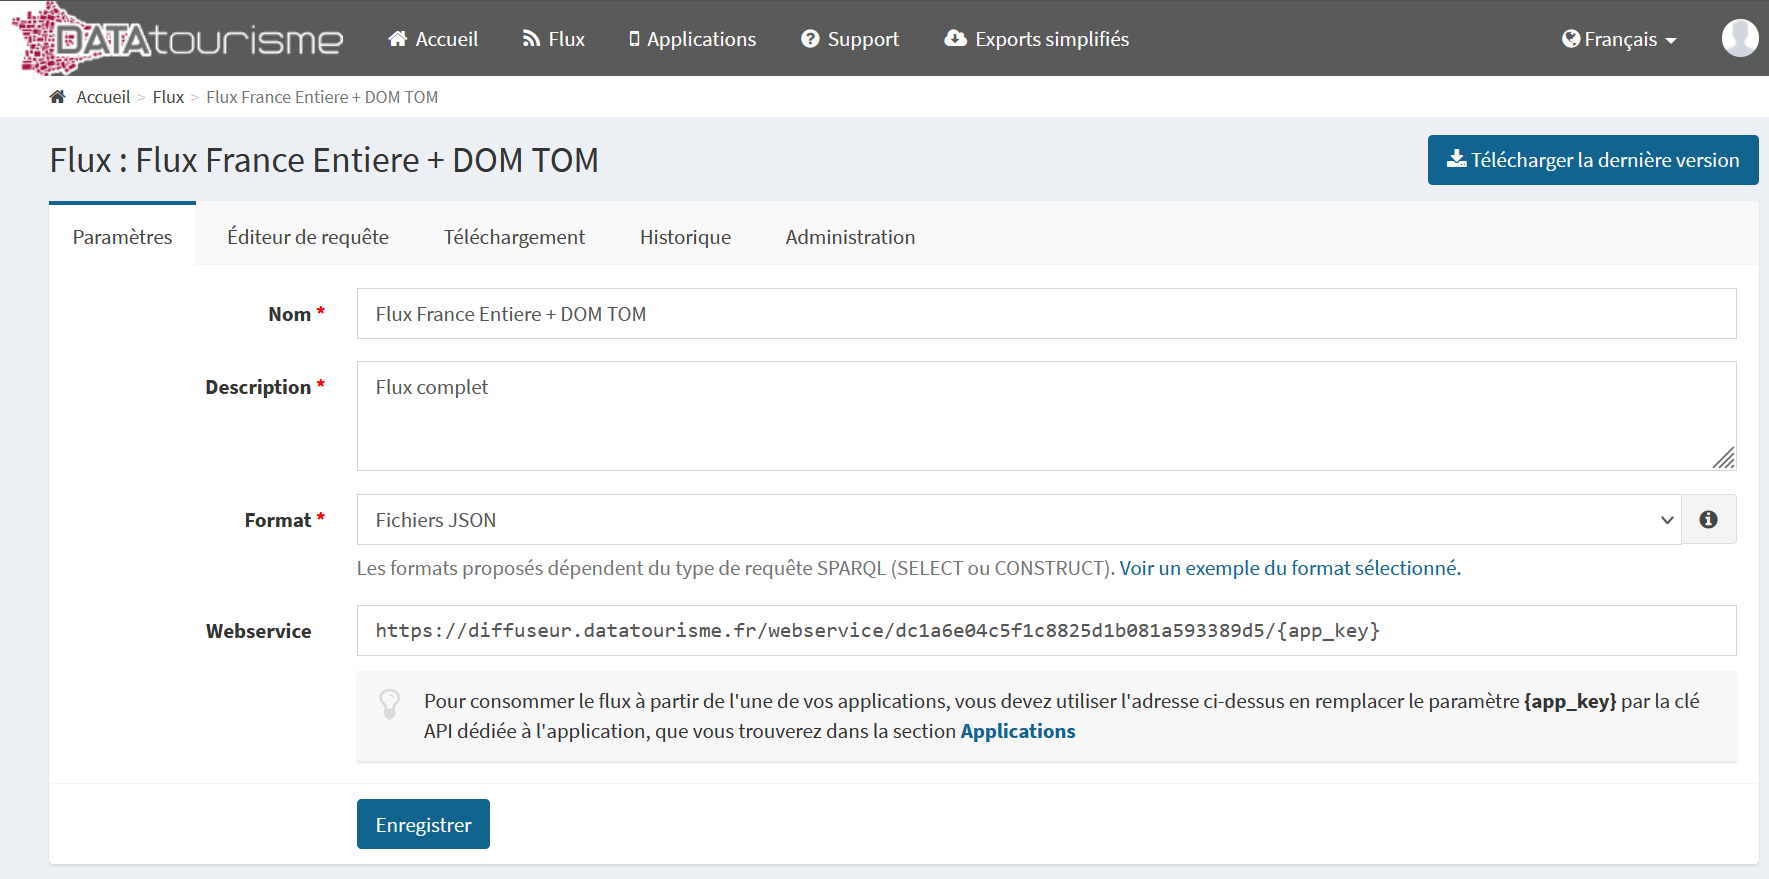 DATAtourisme
Accueil Flux Applications Support Exports simplifiés Français
Accueil > Flux > Flux France Entiere + DOM TOM
Flux : Flux France Entiere + DOM TOM
Télécharger la dernière version
Paramètres Éditeur de requête Téléchargement Historique Administration
Nom * Flux France Entiere + DOM TOM
Description * Flux complet
Format * Fichiers JSON
Les formats proposés dépendent du type de requête SPARQL (SELECT ou CONSTRUCT). Voir un exemple du format sélectionné.
Webservice https://diffuseur.datatourisme.fr/webservice/dc1a6e04c5f1c8825d1b081a593389d5/{app_key}
Pour consommer le flux à partir de l'une de vos applications, vous devez utiliser l'adresse ci-dessus en remplacer le paramètre {app_key} par la clé
API dédiée à l'application, que vous trouverez dans la section Applications
Enregistrer